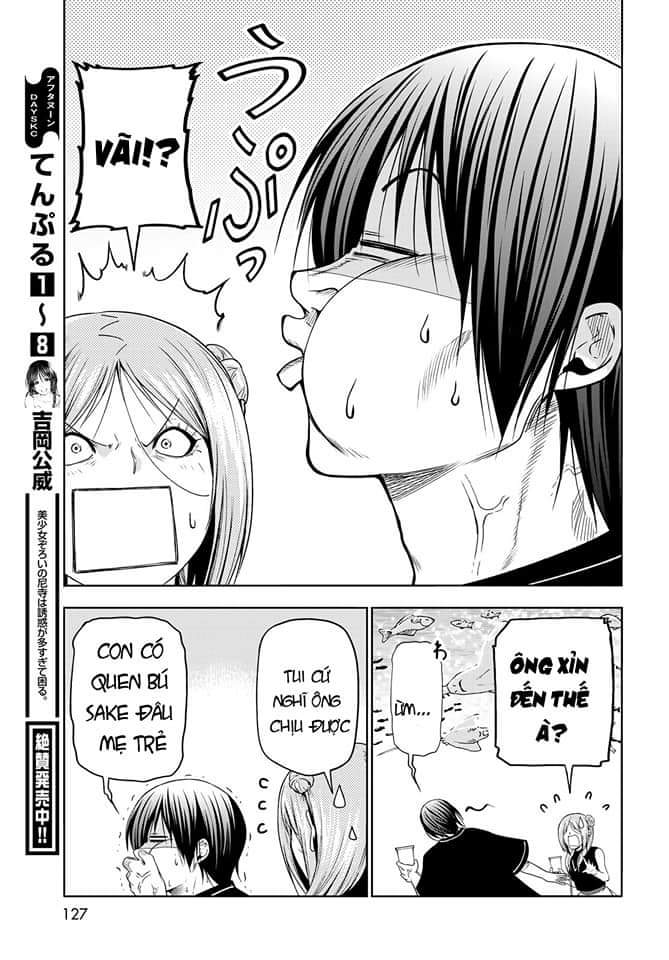 うぷっ
VÃI!?
わ
ÔNG XỈN
ĐẾN THẾ
À?
ỪM...
TUI CỨ
NGHĨ ÔNG
CHỊU ĐƯỢC
CON CÓ
QUEN BÚ
SAKE ĐÂU
MẸ TRẺ
アフタヌーン
DAYSKC
てんぷる1～8
吉岡公威
美少女ぞろいの尼寺は誘惑が多すぎて困る。
絶賛発売中!!
127